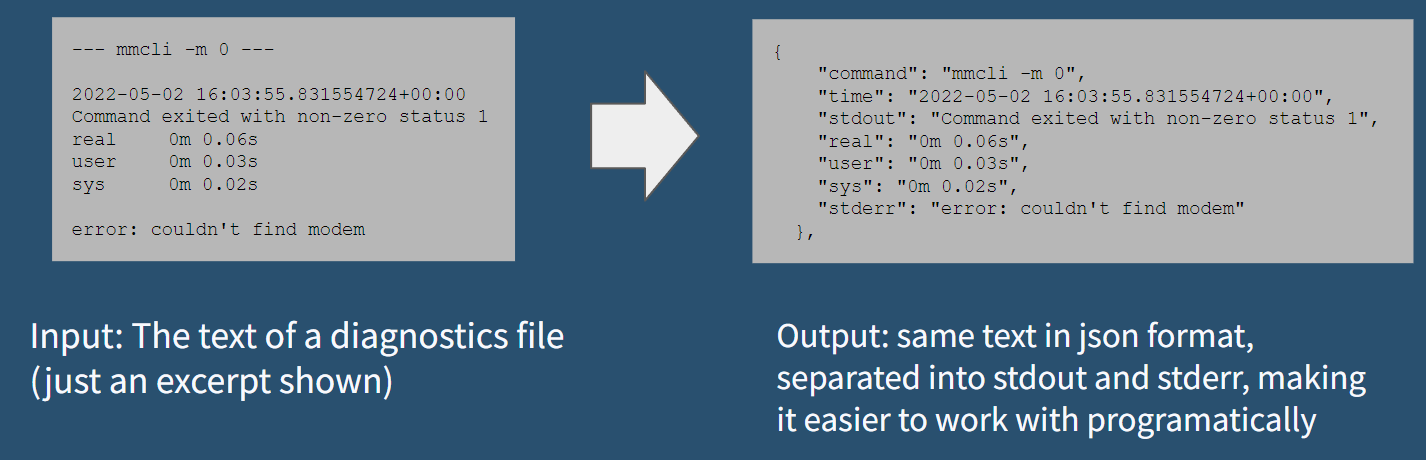 --- mmcli -m 0 ---
2022-05-02 16:03:55.831554724+00:00
Command exited with non-zero status 1
real 0m 0.06s
user 0m 0.03s
sys 0m 0.02s
error: couldn't find modem
Input: The text of a diagnostics file
(just an excerpt shown)
{
"command": "mmcli -m 0",
"time": "2022-05-02 16:03:55.831554724+00:00",
"stdout": "Command exited with non-zero status 1",
"real": "0m 0.06s",
"user": "0m 0.03s",
"sys": "0m 0.02s",
"stderr": "error: couldn't find modem"
},
Output: same text in json format,
separated into stdout and stderr, making
it easier to work with programatically